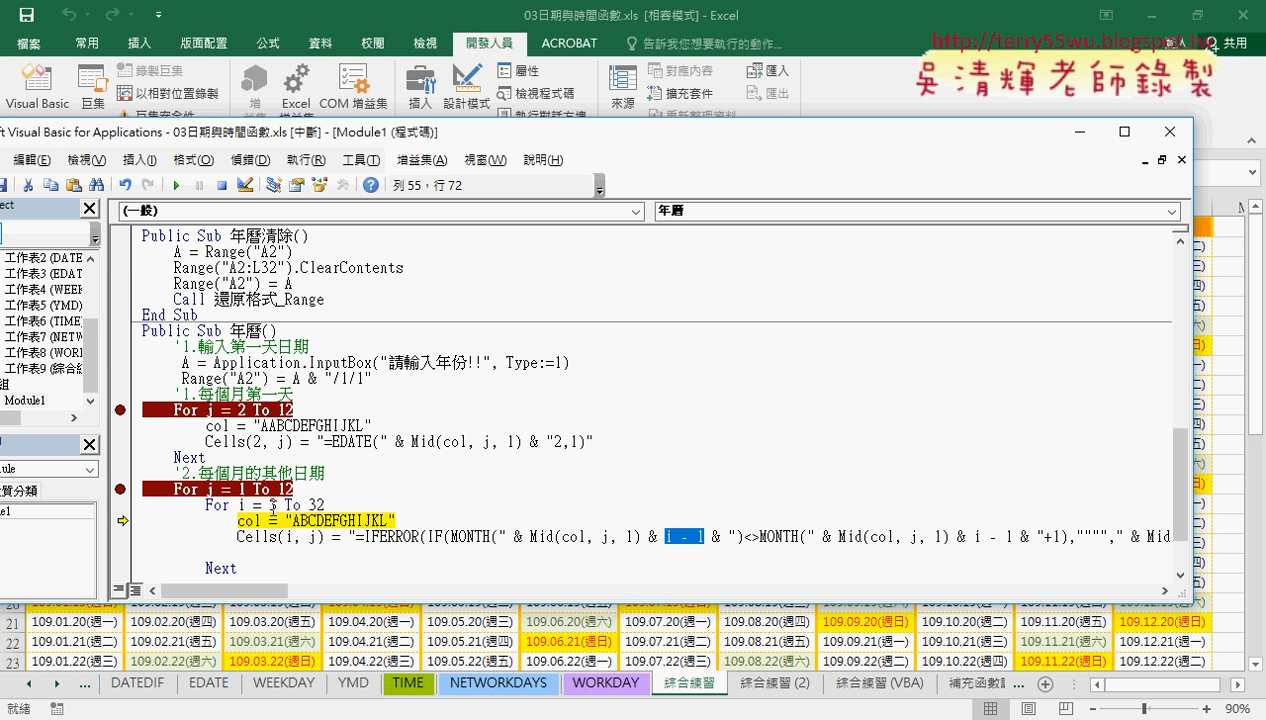 03日期與時間函數.xls [相容模式] - Excel
檔案 常用 插入 版面配置 公式 資料 校閱 檢視 開發人員 ACROBAT 告訴我您想要執行的動作... 共用
http://terry55wu.blogspot.tw
吳清輝老師錄製
錄製巨集 屬性 對應內容 匯入
以相對位置錄製 檢視程式碼 擴充套件 匯出
Visual Basic 巨集 增 Excel COM 增益集 插入 設計模式 來源
ft Visual Basic for Applications - 03日期與時間函數.xls [中斷] - [Module1 (程式碼)]
編輯(E) 檢視(V) 插入(I) 格式(O) 偵錯(D) 執行(R) 工具(T) 增益集(A) 視窗(W) 說明(H)
列 55，行 72
(一般) 年曆
工作表2 (DATE
工作表3 (EDAT
工作表4 (WEEK
工作表5 (YMD)
工作表6 (TIME)
工作表7 (NETW
工作表8 (WORK
工作表9 (綜合練
組
Module1
Public Sub 年曆清除()
A = Range("A2")
Range("A2:L32").ClearContents
Range("A2") = A
Call 還原格式_Range
End Sub
Public Sub 年曆()
'1.輸入第一天日期
A = Application.InputBox("請輸入年份!!", Type:=1)
Range("A2") = A & "/1/1"
'1.每個月第一天
For j = 2 To 12
col = "AABCDEFGHIJKL"
Cells(2, j) = "=EDATE(" & Mid(col, j, 1) & "2,1)"
Next
'2.每個月的其他日期
For j = 1 To 12
For i = 3 To 32
col = "ABCDEFGHIJKL"
Cells(i, j) = "=IFERROR(IF(MONTH(" & Mid(col, j, 1) & i - 1 & ")<>MONTH(" & Mid(col, j, 1) & i - 1 & "+1),""""," & Mid
Next
21 109.01.20(週一) 109.02.20(週四) 109.03.20(週五) 109.04.20(週一) 109.05.20(週三) 109.06.20(週六) 109.07.20(週一) 109.08.20(週四) 109.09.20(週日) 109.10.20(週二) 109.11.20(週五) 109.12.20(週日)
22 109.01.21(週二) 109.02.21(週五) 109.03.21(週六) 109.04.21(週二) 109.05.21(週四) 109.06.21(週日) 109.07.21(週二) 109.08.21(週五) 109.09.21(週一) 109.10.21(週三) 109.11.21(週六) 109.12.21(週一)
23 109.01.22(週三) 109.02.22(週六) 109.03.22(週日) 109.04.22(週三) 109.05.22(週五) 109.06.22(週一) 109.07.22(週三) 109.08.22(週六) 109.09.22(週二) 109.10.22(週四) 109.11.22(週日) 109.12.22(週二)
... DATEDIF EDATE WEEKDAY YMD TIME NETWORKDAYS WORKDAY 綜合練習 綜合練習 (2) 綜合練習 (VBA) 補充函數 ...
就緒 90%